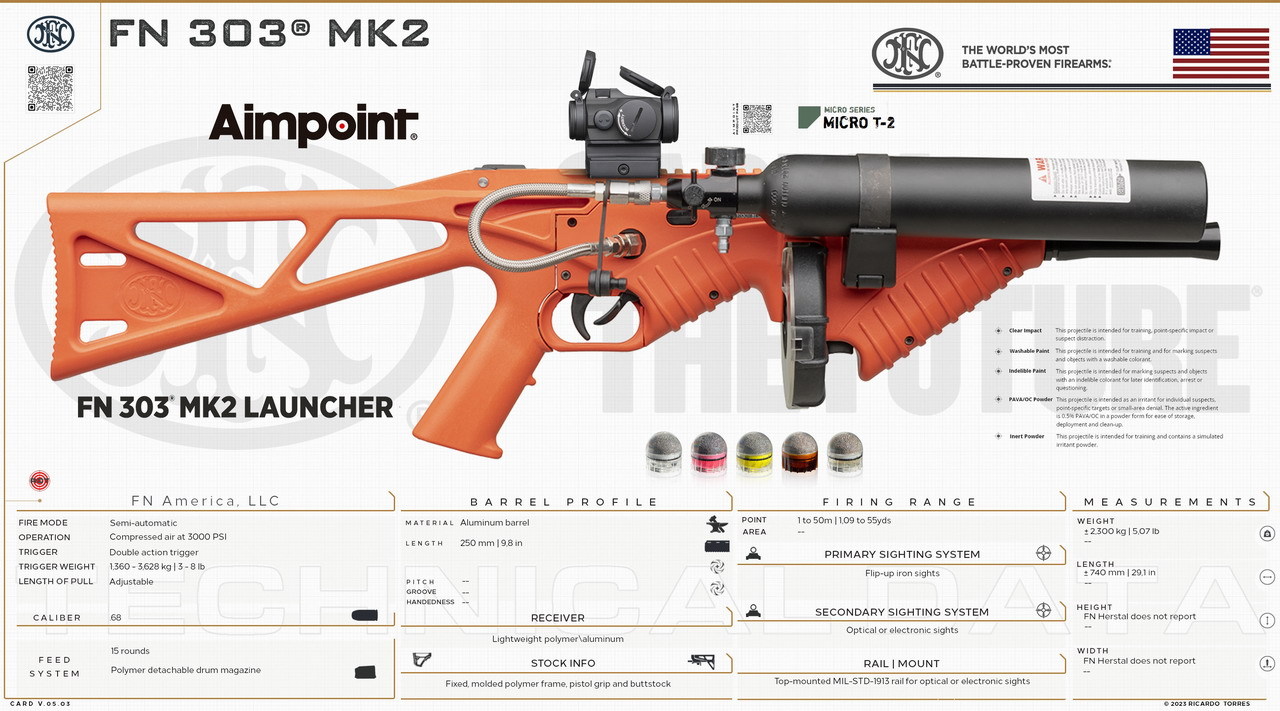 FN 303® MK2
THE WORLD'S MOST
BATTLE-PROVEN FIREARMS.
Aimpoint®
MICRO SERIES
MICRO T-2
ON
FN 303® MK2 LAUNCHER
Clear Impact This projectile is intended for training, point-specific impact or
suspect distraction.
Washable Paint This projectile is intended for training and for marking suspects
and objects with a washable colorant.
Indelible Paint This projectile is intended for marking suspects and objects
with an indelible colorant for later identification, arrest or
questioning.
PAVA/OC Powder This projectile is intended as an irritant for individual suspects,
point-specific targets or small-area denial. The active ingredient
is 0.5% PAVA/OC in a powder form for ease of storage,
deployment and clean-up.
Inert Powder This projectile is intended for training and contains a simulated
irritant powder.
TECHNICAL DATA
FN America, LLC
FIRE MODE Semi-automatic
OPERATION Compressed air at 3000 PSI
TRIGGER Double action trigger
TRIGGER WEIGHT 1,360 - 3,628 kg | 3 - 8 lb
LENGTH OF PULL Adjustable
CALIBER .68
FEED
SYSTEM
15 rounds
Polymer detachable drum magazine
BARREL PROFILE
MATERIAL Aluminum barrel
LENGTH 250 mm | 9,8 in
PITCH --
GROOVE --
HANDEDNESS --
RECEIVER
Lightweight polymer\aluminum
STOCK INFO
Fixed, molded polymer frame, pistol grip and buttstock
FIRING RANGE
POINT 1 to 50m | 1,09 to 55yds
AREA --
PRIMARY SIGHTING SYSTEM
Flip-up iron sights
SECONDARY SIGHTING SYSTEM
Optical or electronic sights
RAIL | MOUNT
Top-mounted MIL-STD-1913 rail for optical or electronic sights
MEASUREMENTS
WEIGHT
± 2,300 kg | 5,07 lb
--
LENGTH
± 740 mm | 29,1 in
--
HEIGHT
FN Herstal does not report
--
WIDTH
FN Herstal does not report
--
CARD V.05.03
© 2023 RICARDO TORRES